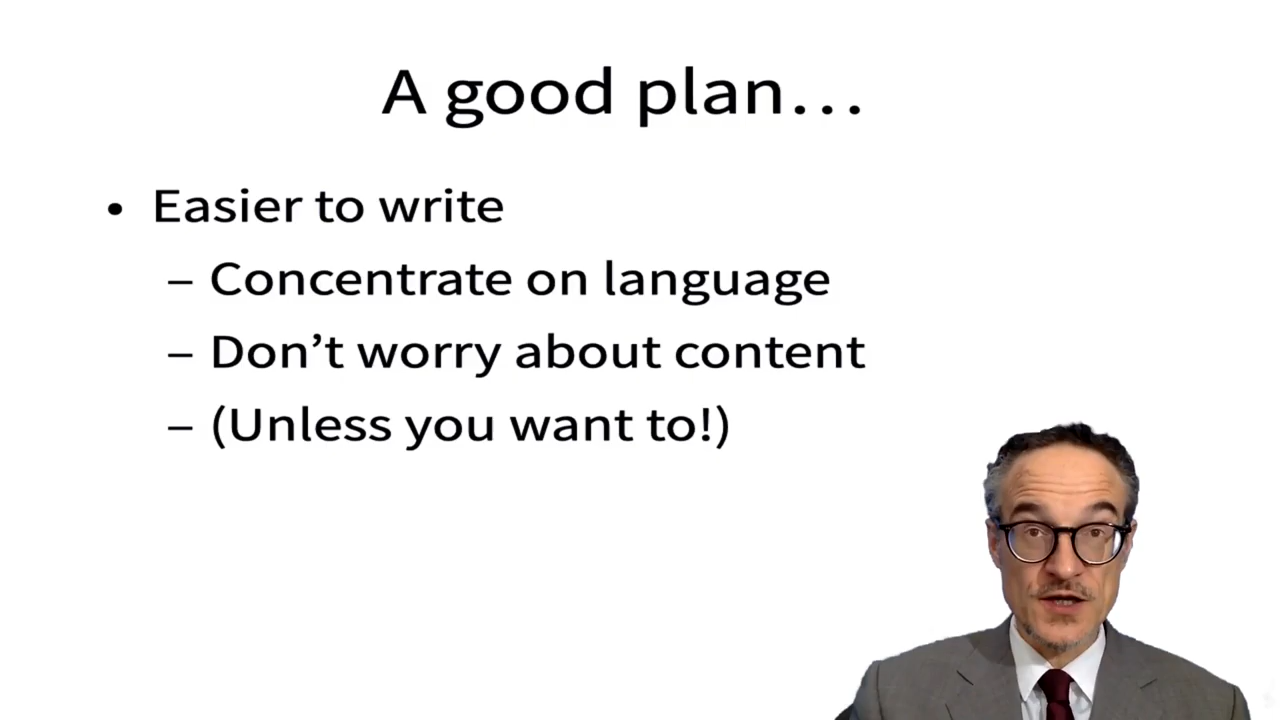 A good plan…
• Easier to write
– Concentrate on language
– Don’t worry about content
– (Unless you want to!)